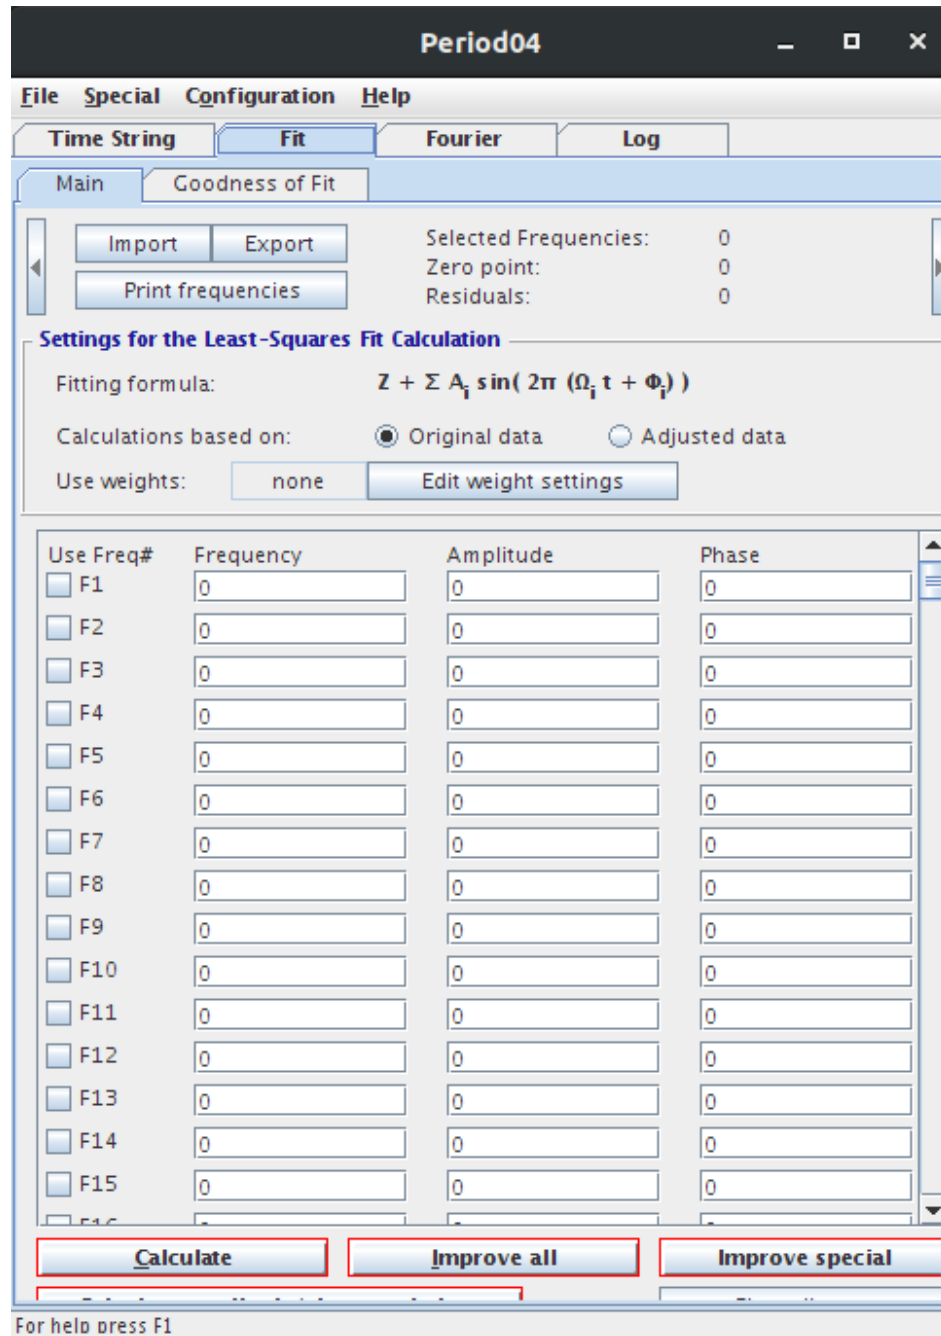 Period04
File Special Configuration Help
Time String Fit Fourier Log
Main Goodness of Fit
Import Export Selected Frequencies: 0
Zero point: 0
Print frequencies Residuals: 0
Settings for the Least-Squares Fit Calculation
Fitting formula: Z + Σ Aᵢ sin( 2π (Ωᵢ t + Φᵢ) )
Calculations based on: Original data Adjusted data
Use weights: none Edit weight settings
Use Freq# Frequency Amplitude Phase
F1 0 0 0
F2 0 0 0
F3 0 0 0
F4 0 0 0
F5 0 0 0
F6 0 0 0
F7 0 0 0
F8 0 0 0
F9 0 0 0
F10 0 0 0
F11 0 0 0
F12 0 0 0
F13 0 0 0
F14 0 0 0
F15 0 0 0
Calculate Improve all Improve special
For help press F1